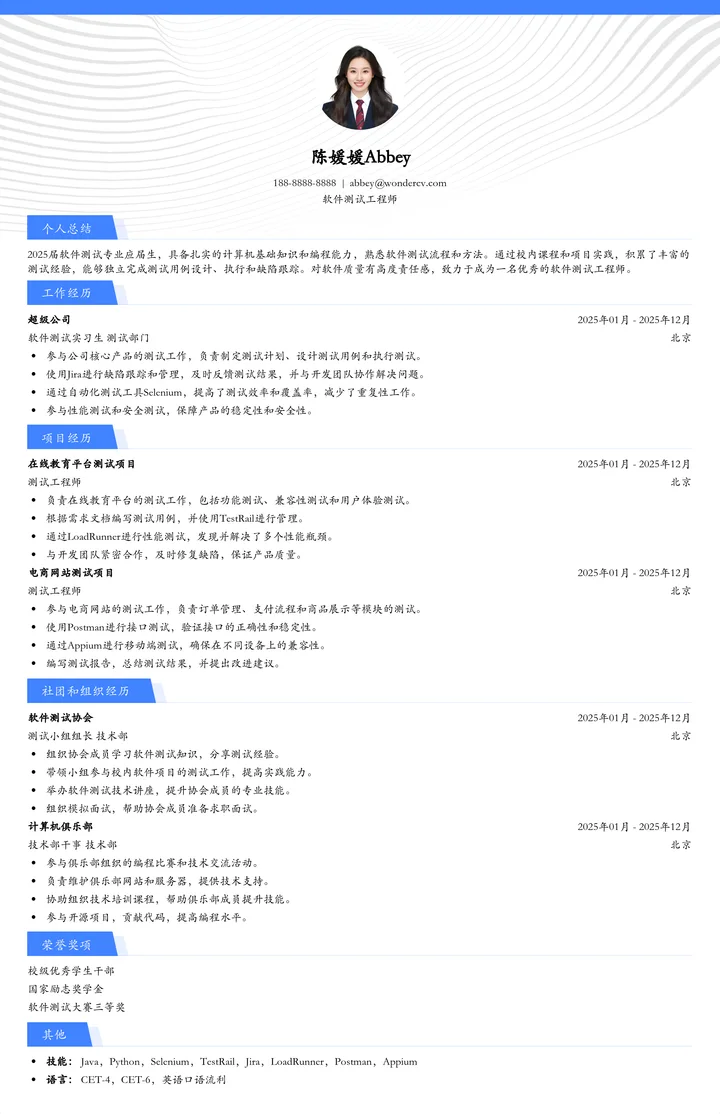 陈媛媛Abbey
188-8888-8888 | abbey@wondercv.com
软件测试工程师
个人总结
2025届软件测试专业应届生，具备扎实的计算机基础知识和编程能力，熟悉软件测试流程和方法。通过校内课程和项目实践，积累了丰富的
测试经验，能够独立完成测试用例设计、执行和缺陷跟踪。对软件质量有高度责任感，致力于成为一名优秀的软件测试工程师。
工作经历
超级公司 2025年01月 - 2025年12月
软件测试实习生 测试部门 北京
• 参与公司核心产品的测试工作，负责制定测试计划、设计测试用例和执行测试。
• 使用Jira进行缺陷跟踪和管理，及时反馈测试结果，并与开发团队协作解决问题。
• 通过自动化测试工具Selenium，提高了测试效率和覆盖率，减少了重复性工作。
• 参与性能测试和安全测试，保障产品的稳定性和安全性。
项目经历
在线教育平台测试项目 2025年01月 - 2025年12月
测试工程师 北京
• 负责在线教育平台的测试工作，包括功能测试、兼容性测试和用户体验测试。
• 根据需求文档编写测试用例，并使用TestRail进行管理。
• 通过LoadRunner进行性能测试，发现并解决了多个性能瓶颈。
• 与开发团队紧密合作，及时修复缺陷，保证产品质量。
电商网站测试项目 2025年01月 - 2025年12月
测试工程师 北京
• 参与电商网站的测试工作，负责订单管理、支付流程和商品展示等模块的测试。
• 使用Postman进行接口测试，验证接口的正确性和稳定性。
• 通过Appium进行移动端测试，确保在不同设备上的兼容性。
• 编写测试报告，总结测试结果，并提出改进建议。
社团和组织经历
软件测试协会 2025年01月 - 2025年12月
测试小组组长 技术部 北京
• 组织协会成员学习软件测试知识，分享测试经验。
• 带领小组参与校内软件项目的测试工作，提高实践能力。
• 举办软件测试技术讲座，提升协会成员的专业技能。
• 组织模拟面试，帮助协会成员准备求职面试。
计算机俱乐部 2025年01月 - 2025年12月
技术部干事 技术部 北京
• 参与俱乐部组织的编程比赛和技术交流活动。
• 负责维护俱乐部网站和服务器，提供技术支持。
• 协助组织技术培训课程，帮助俱乐部成员提升技能。
• 参与开源项目，贡献代码，提高编程水平。
荣誉奖项
校级优秀学生干部
国家励志奖学金
软件测试大赛三等奖
其他
• 技能： Java，Python，Selenium，TestRail，Jira，LoadRunner，Postman，Appium
• 语言： CET-4，CET-6，英语口语流利